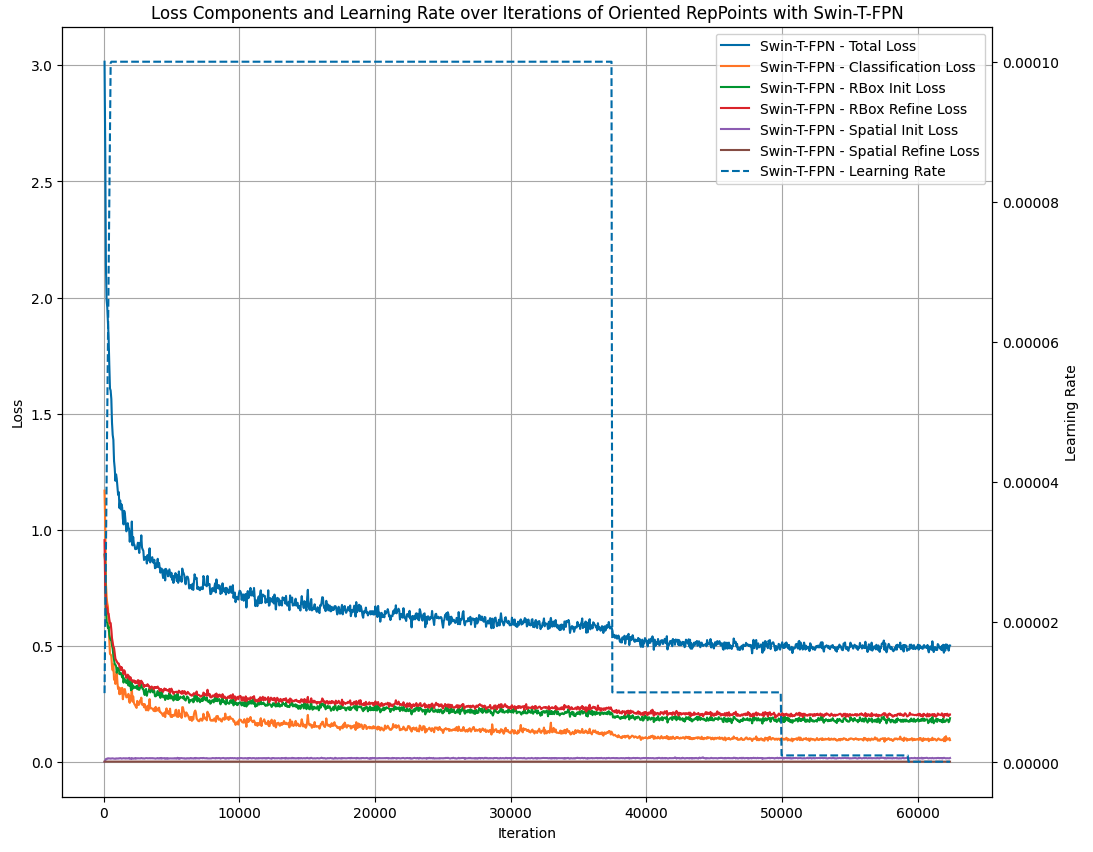 Loss Components and Learning Rate over Iterations of Oriented RepPoints with Swin-T-FPN
Swin-T-FPN - Total Loss
Swin-T-FPN - Classification Loss
Swin-T-FPN - RBox Init Loss
Swin-T-FPN - RBox Refine Loss
Swin-T-FPN - Spatial Init Loss
Swin-T-FPN - Spatial Refine Loss
Swin-T-FPN - Learning Rate
3.0
2.5
2.0
1.5
1.0
0.5
0.0
Loss
0.00010
0.00008
0.00006
0.00004
0.00002
0.00000
Learning Rate
0 10000 20000 30000 40000 50000 60000
Iteration